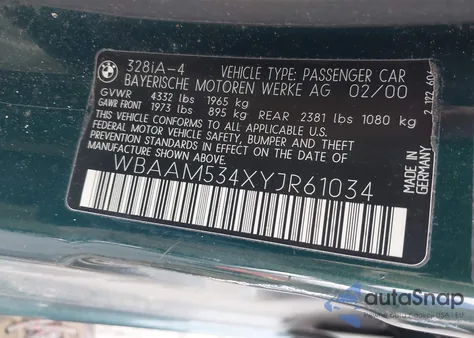 328iA-4 VEHICLE TYPE: PASSENGER CAR
BAYERISCHE MOTOREN WERKE AG 02/00
GVWR 4332 lbs 1965 kg
GAWR FRONT 1973 lbs 895 kg REAR 2381 lbs 1080 kg
THIS VEHICLE CONFORMS TO ALL APPLICABLE U.S.
FEDERAL MOTOR VEHICLE SAFETY, BUMPER, AND THEFT
PREVENTION STANDARDS IN EFFECT ON THE DATE OF
MANUFACTURE SHOWN ABOVE.
WBAAM534XYJR61034
MADE IN
GERMANY
2 122 604
autoSnap